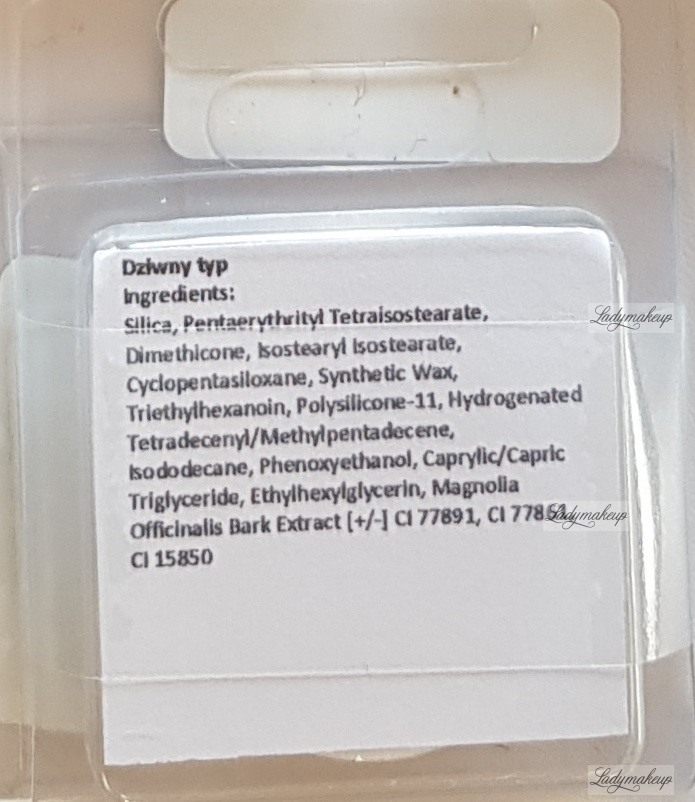 Dziwny typ
Ingredients:
Silica, Pentaerythrityl Tetraisostearate,
Ladymakeup
Dimethicone, Isostearyl Isostearate,
Cyclopentasiloxane, Synthetic Wax,
Triethylhexanoin, Polysilicone-11, Hydrogenated
Tetradecenyl/Methylpentadecene,
Isododecane, Phenoxyethanol, Caprylic/Capric
Triglyceride, Ethylhexylglycerin, Magnolia
Officinalis Bark Extract [+/-] CI 77891, CI
Ladymakeup
CI 15850
Ladymakeup